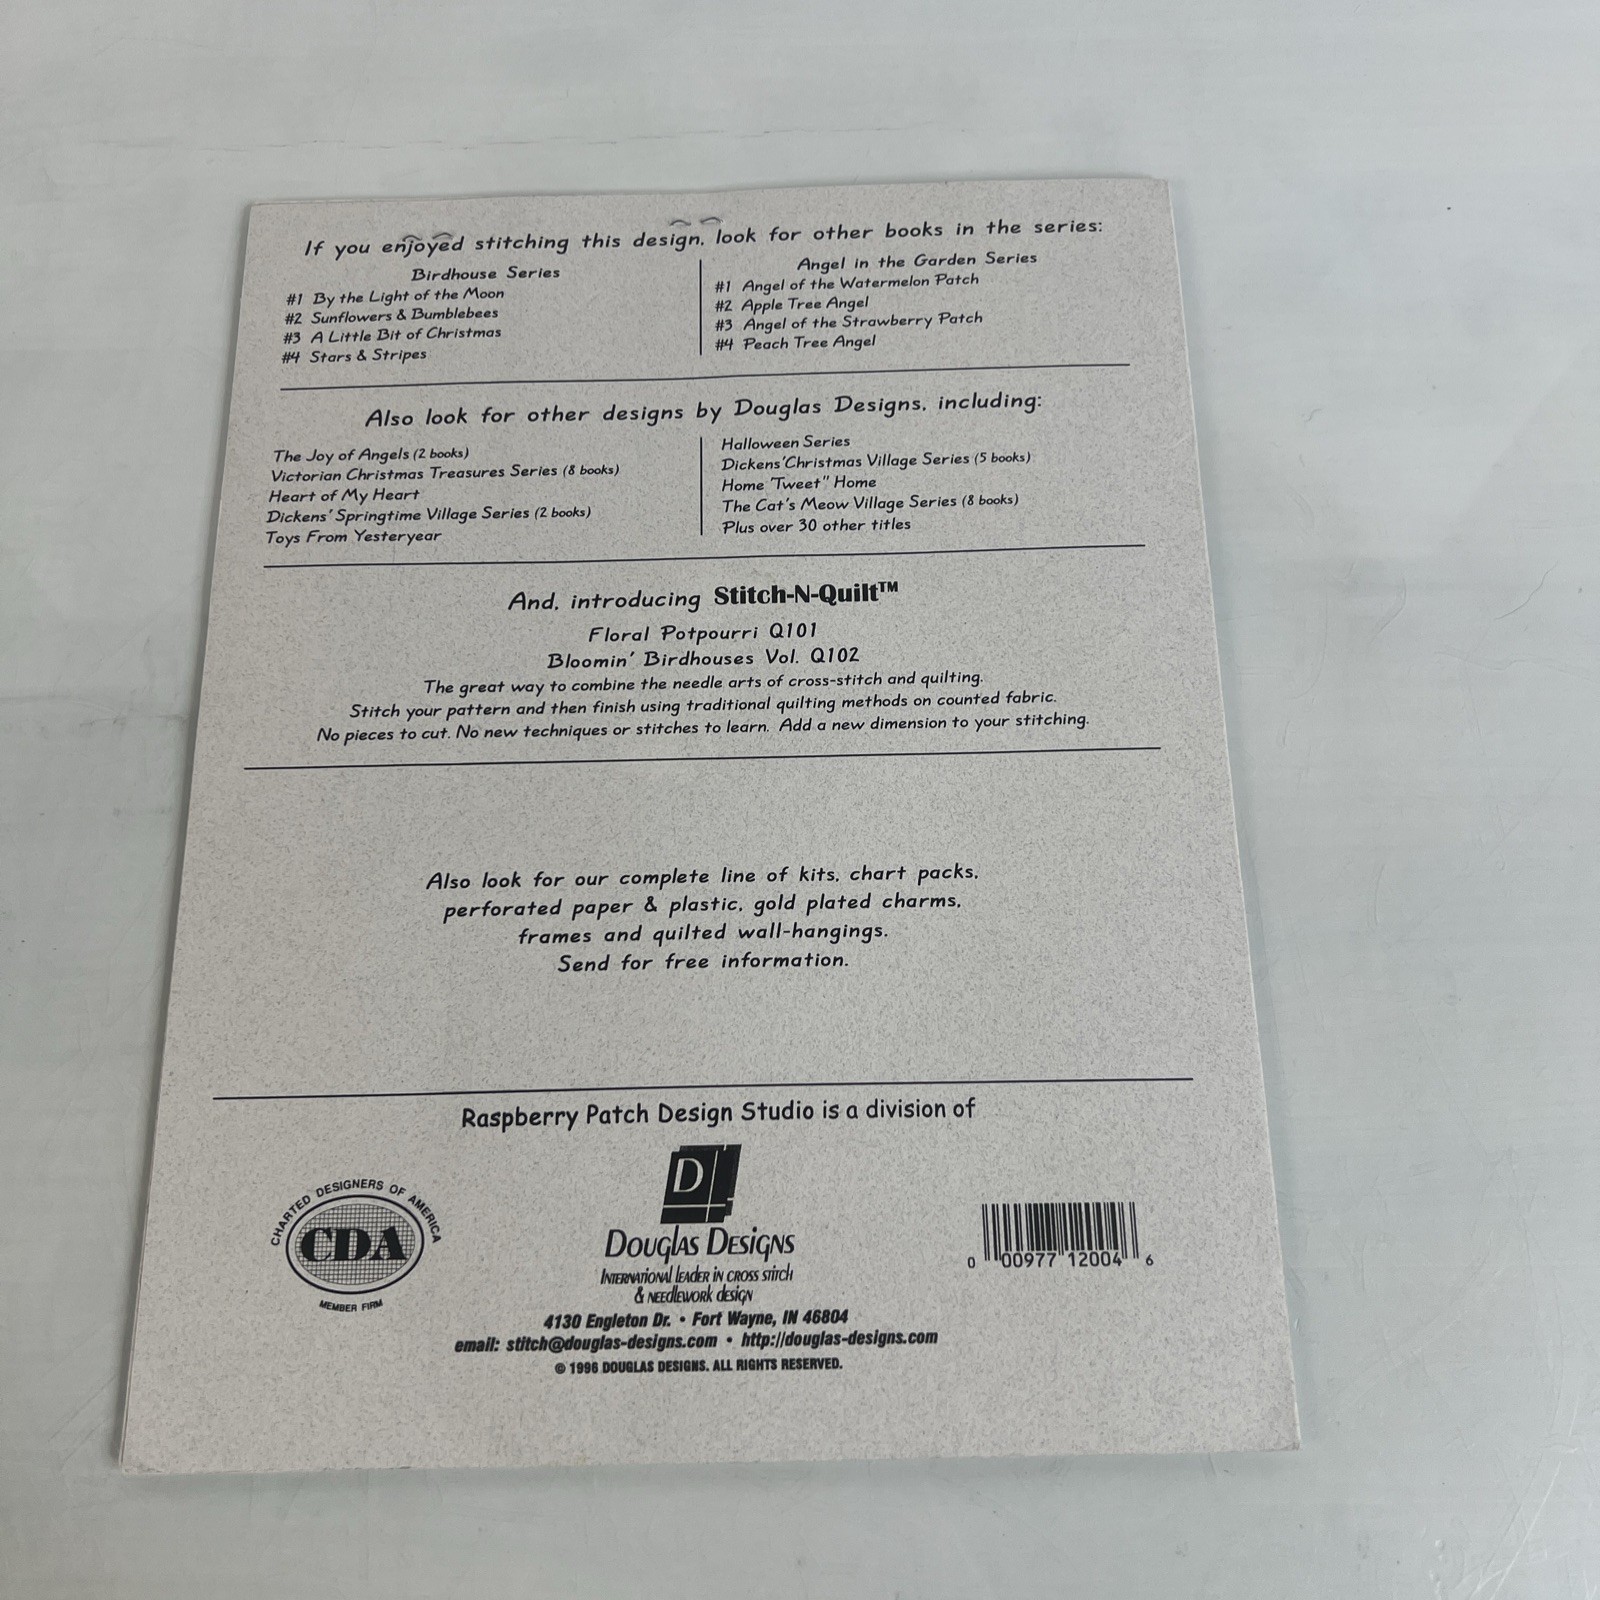 If you enjoyed stitching this design, look for other books in the series:
Birdhouse Series
#1 By the Light of the Moon
#2 Sunflowers & Bumblebees
#3 A Little Bit of Christmas
#4 Stars & Stripes
Angel in the Garden Series
#1 Angel of the Watermelon Patch
#2 Apple Tree Angel
#3 Angel of the Strawberry Patch
#4 Peach Tree Angel
Also look for other designs by Douglas Designs, including:
The Joy of Angels (2 books)
Victorian Christmas Treasures Series (8 books)
Heart of My Heart
Dickens' Springtime Village Series (2 books)
Toys From Yesteryear
Halloween Series
Dickens' Christmas Village Series (5 books)
Home 'Tweet" Home
The Cat's Meow Village Series (8 books)
Plus over 30 other titles
And, introducing Stitch-N-Quilt™
Floral Potpourri Q101
Bloomin' Birdhouses Vol. Q102
The great way to combine the needle arts of cross-stitch and quilting.
Stitch your pattern and then finish using traditional quilting methods on counted fabric.
No pieces to cut. No new techniques or stitches to learn. Add a new dimension to your stitching.
Also look for our complete line of kits, chart packs,
perforated paper & plastic, gold plated charms,
frames and quilted wall-hangings.
Send for free information.
Raspberry Patch Design Studio is a division of
CHARTED DESIGNERS OF AMERICA
CDA
MEMBER FIRM
D
Douglas Designs
International leader in cross stitch
& needlework design
4130 Engleton Dr. • Fort Wayne, IN 46804
email: stitch@douglas-designs.com • http://douglas-designs.com
© 1996 DOUGLAS DESIGNS. ALL RIGHTS RESERVED.
0 00977 12004 6